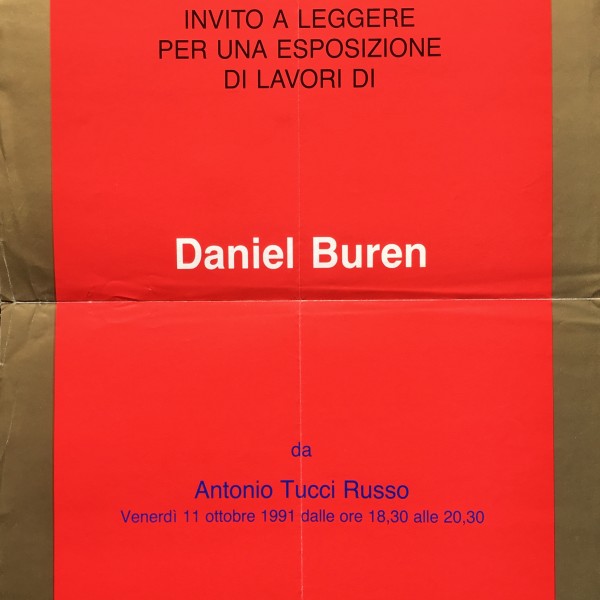 INVITO A LEGGERE
PER UNA ESPOSIZIONE
DI LAVORI DI
Daniel Buren
da
Antonio Tucci Russo
Venerdì 11 ottobre 1991 dalle ore 18,30 alle 20,30